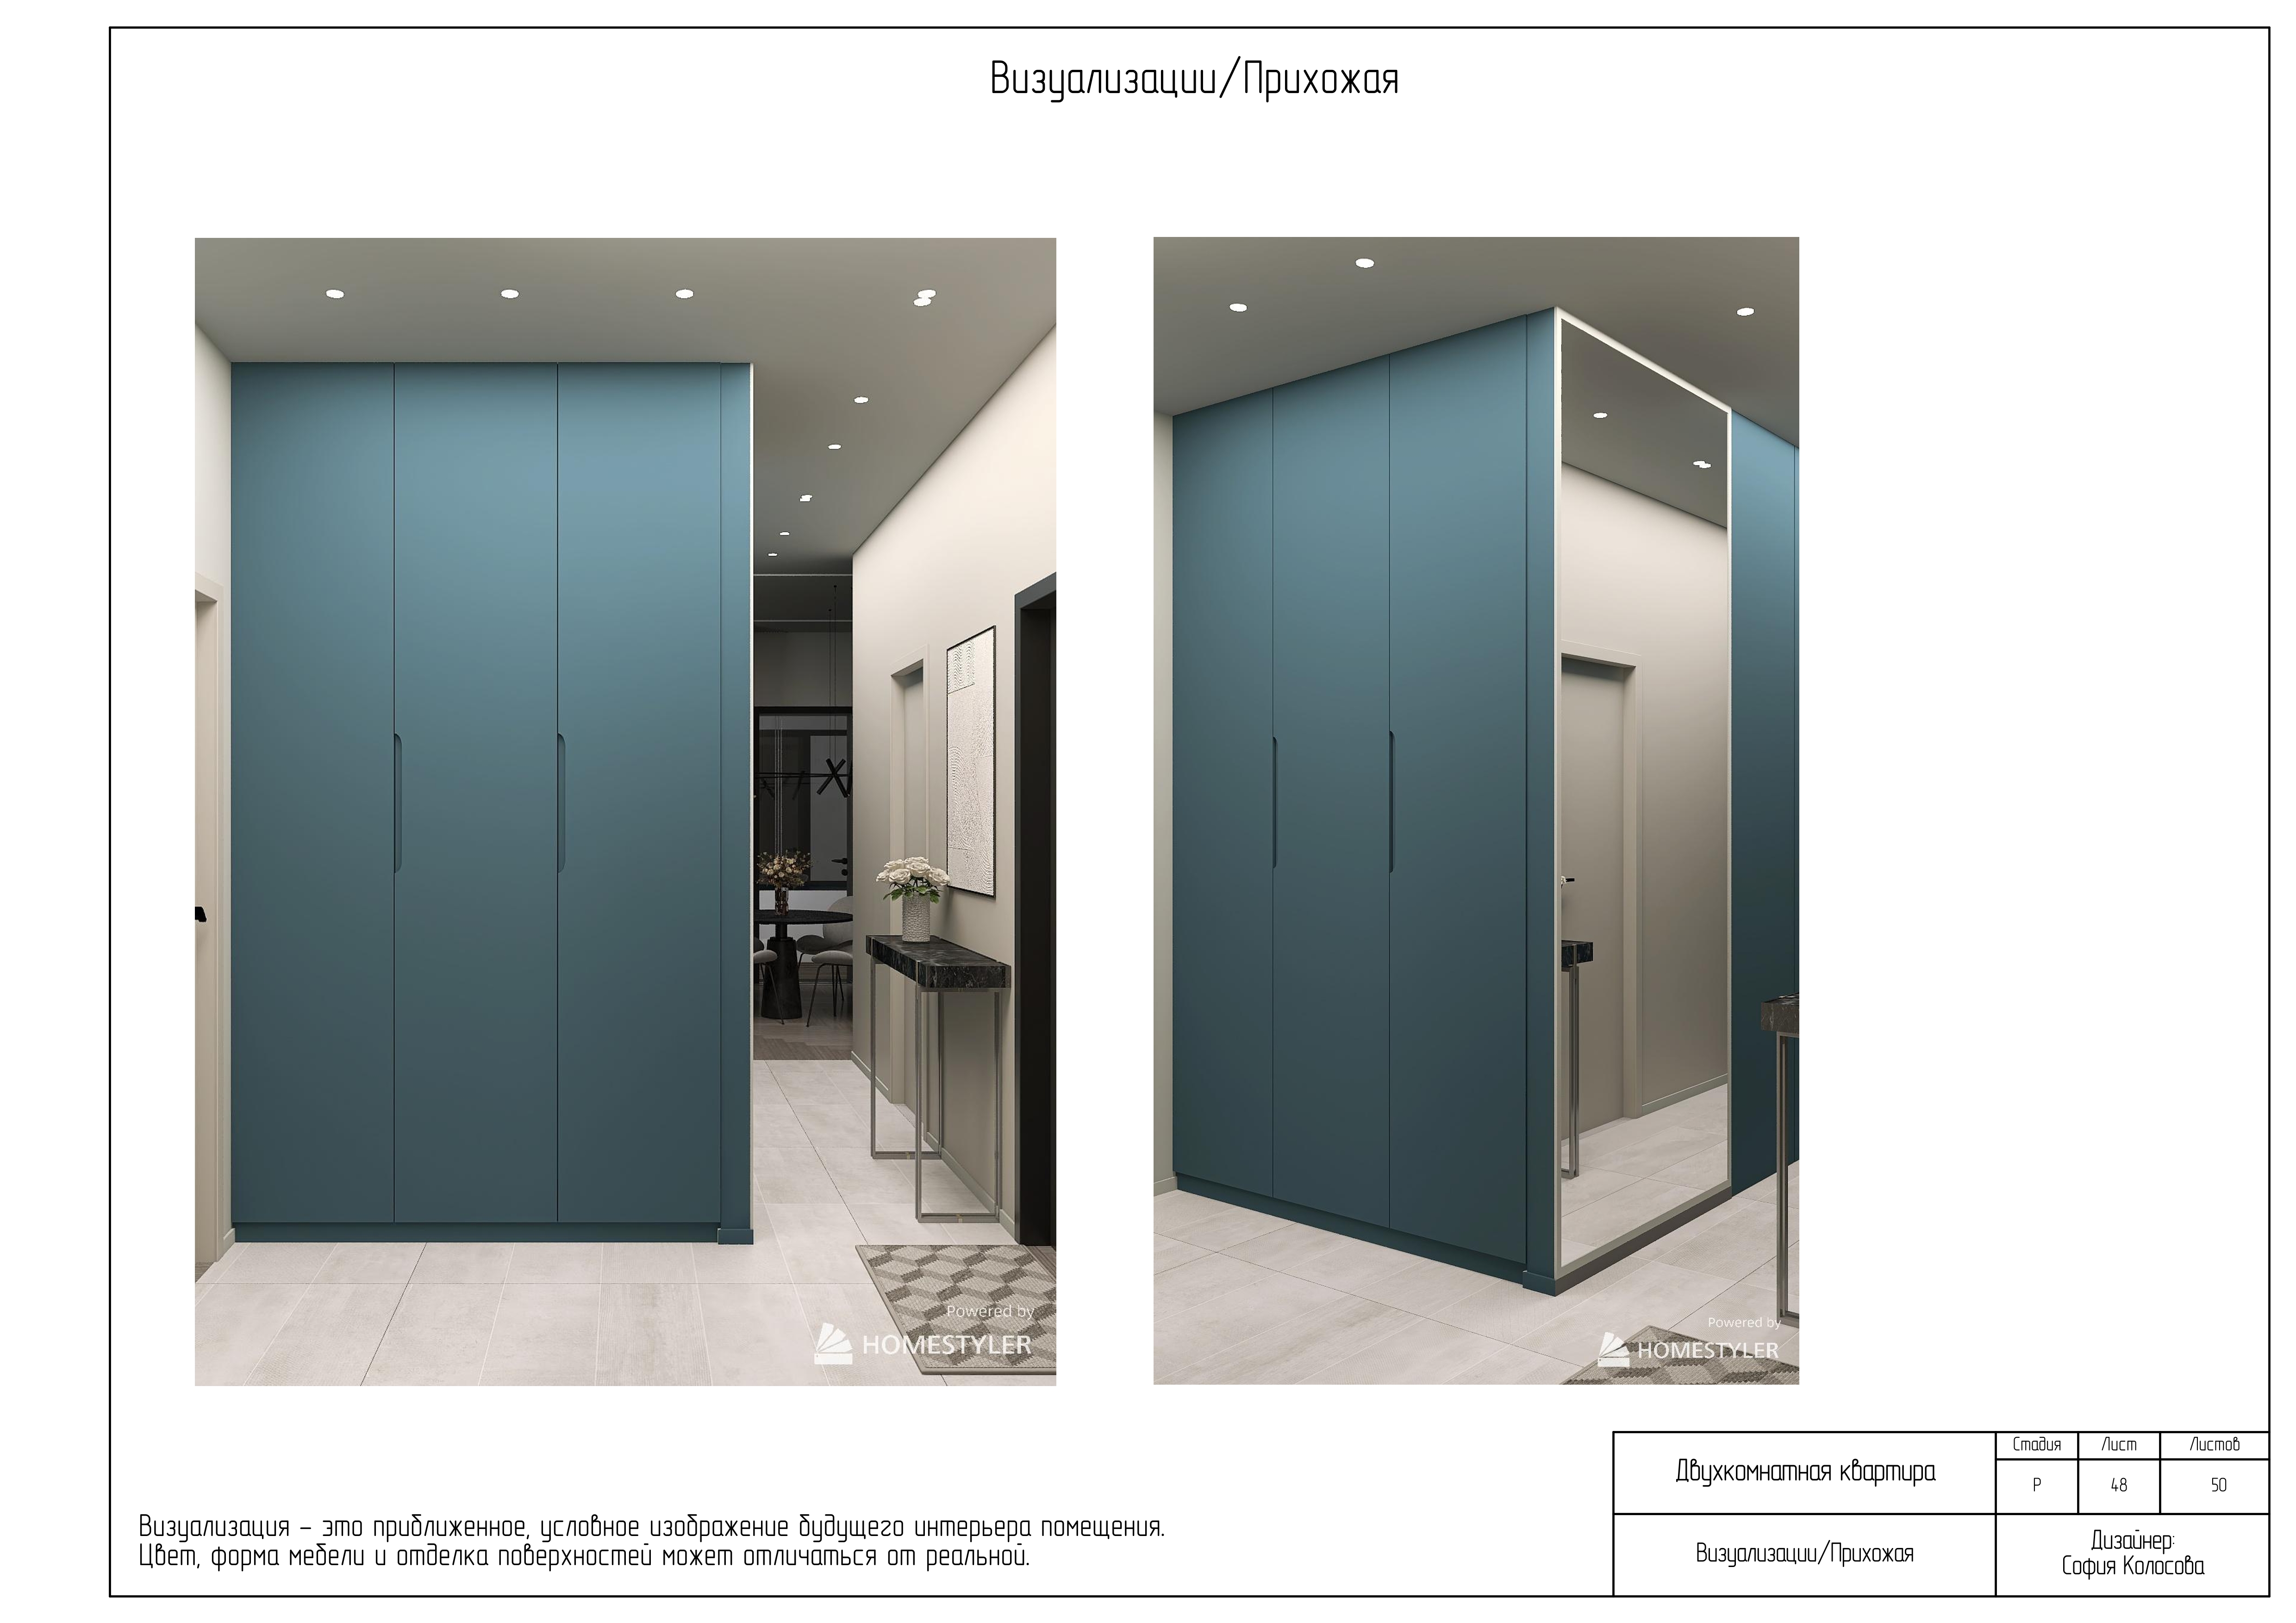 Визуализации/Прихожая
Powered by
HOMESTYLER
Powered by
HOMESTYLER
Визуализация – это приближенное, условное изображение будущего интерьера помещения.
Цвет, форма мебели и отделка поверхностей может отличаться от реальной.
Двухкомнатная квартира
Стадия Лист Листов
Р 48 50
Визуализации/Прихожая
Дизайнер:
София Колосова